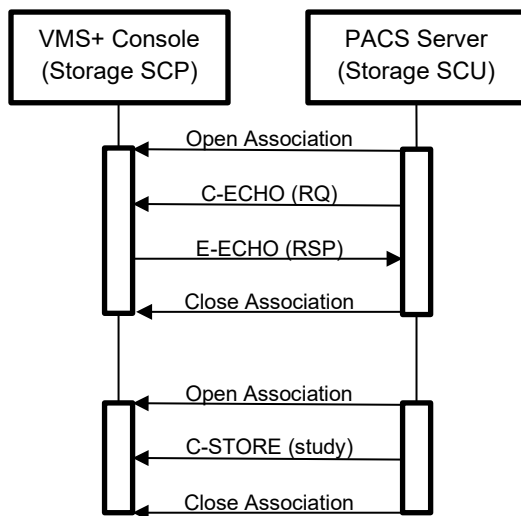 VMS+ Console
(Storage SCP)
PACS Server
(Storage SCU)
Open Association
C-ECHO (RQ)
E-ECHO (RSP)
Close Association
Open Association
C-STORE (study)
Close Association